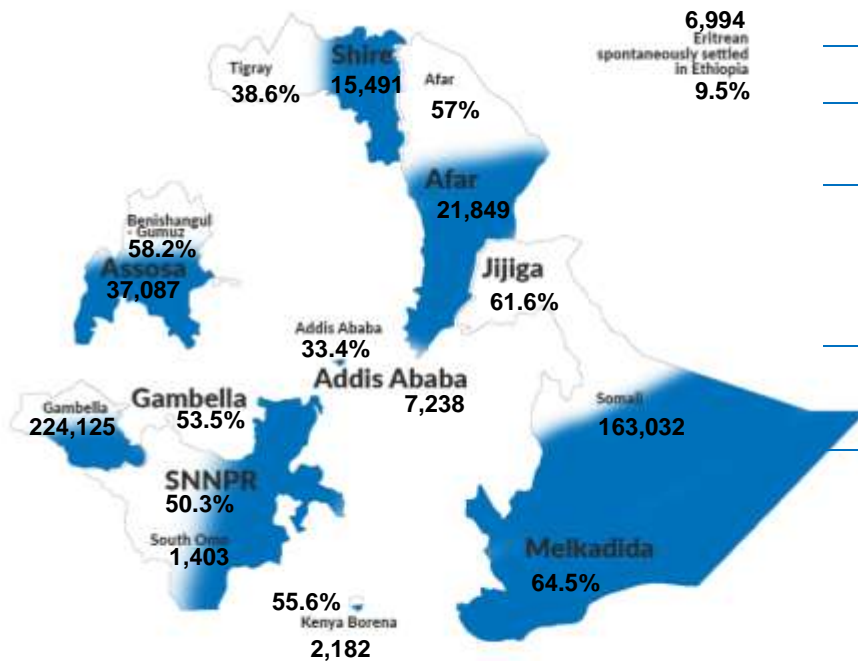 6,994
Eritrean
spontaneously settled
in Ethiopia
9.5%
Shire
15,491
Tigray
38.6%
Afar
57%
Afar
21,849
Benishangul
- Gumuz
58.2%
Assosa
37,087
Jijiga
61.6%
Addis Ababa
33.4%
Addis Ababa
7,238
Gambella
53.5%
Gambella
224,125
Somali
163,032
SNNPR
50.3%
South Omo
1,403
Melkadida
64.5%
55.6%
Kenya Borena
2,182